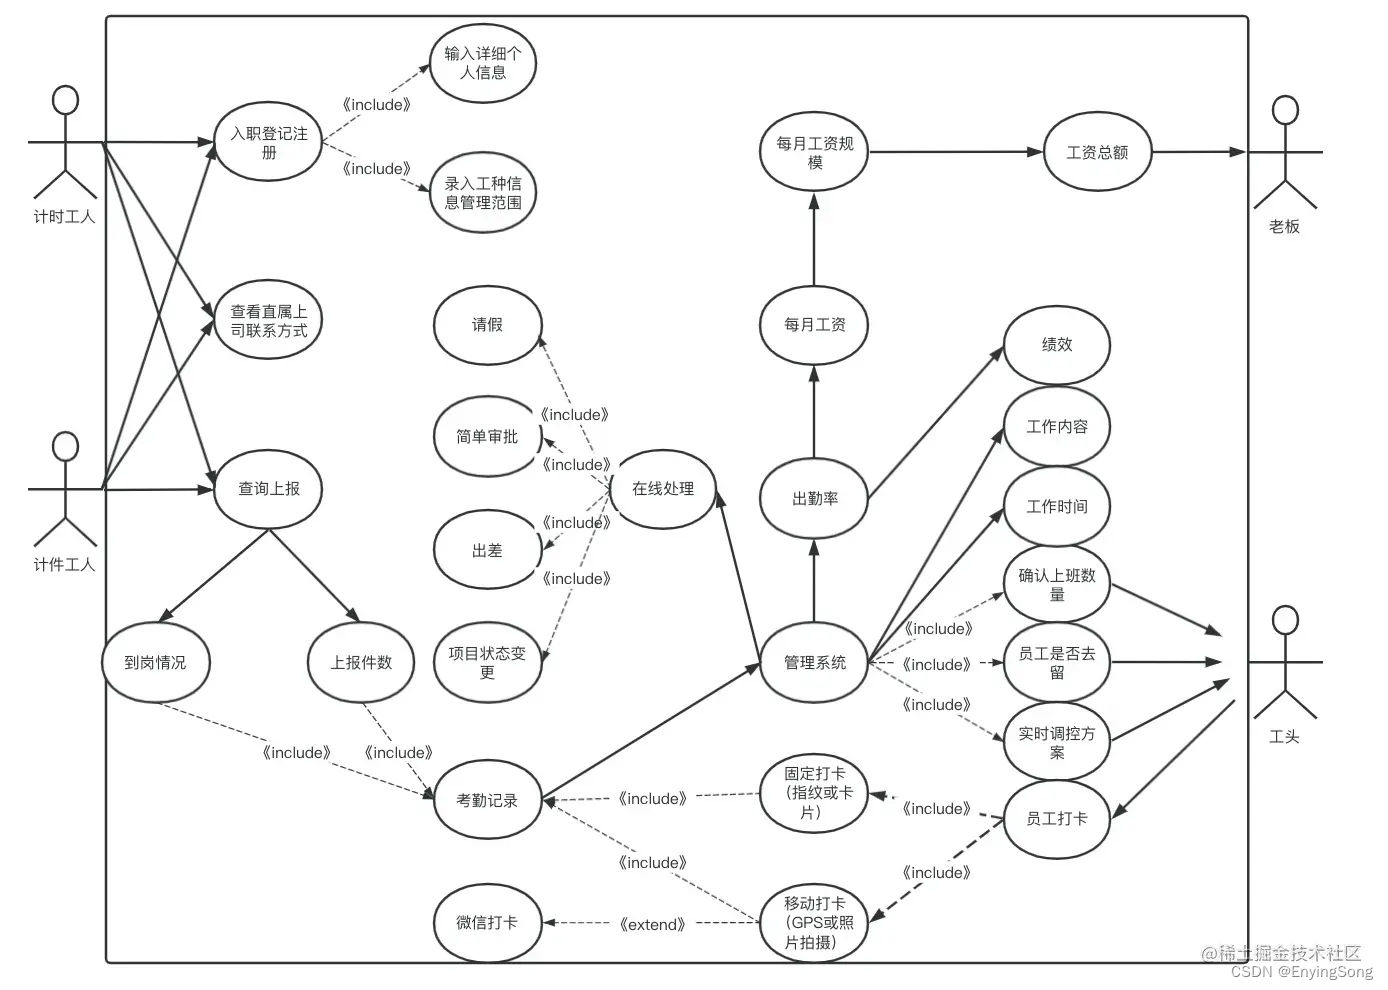 输入详细个
人信息
《include》
入职登记注
册
《include》
录入工种信
息管理范围
计时工人
每月工资规
模
工资总额
老板
查看直属上
司联系方式
请假
每月工资
绩效
《include》
简单审批
《include》
工作内容
计件工人
查询上报
在线处理
出勤率
工作时间
《include》
出差
《include》
确认上班数
量
《include》
到岗情况
上报件数
项目状态变
更
管理系统
《include》
员工是否去
留
《include》
实时调控方
案
工头
《include》
《include》
考勤记录
《include》
固定打卡
（指纹或卡
片）
《include》
员工打卡
《include》
《include》
微信打卡
《extend》
移动打卡
（GPS或照
片拍摄）
@稀土掘金技术社区
CSDN @EnyingSong